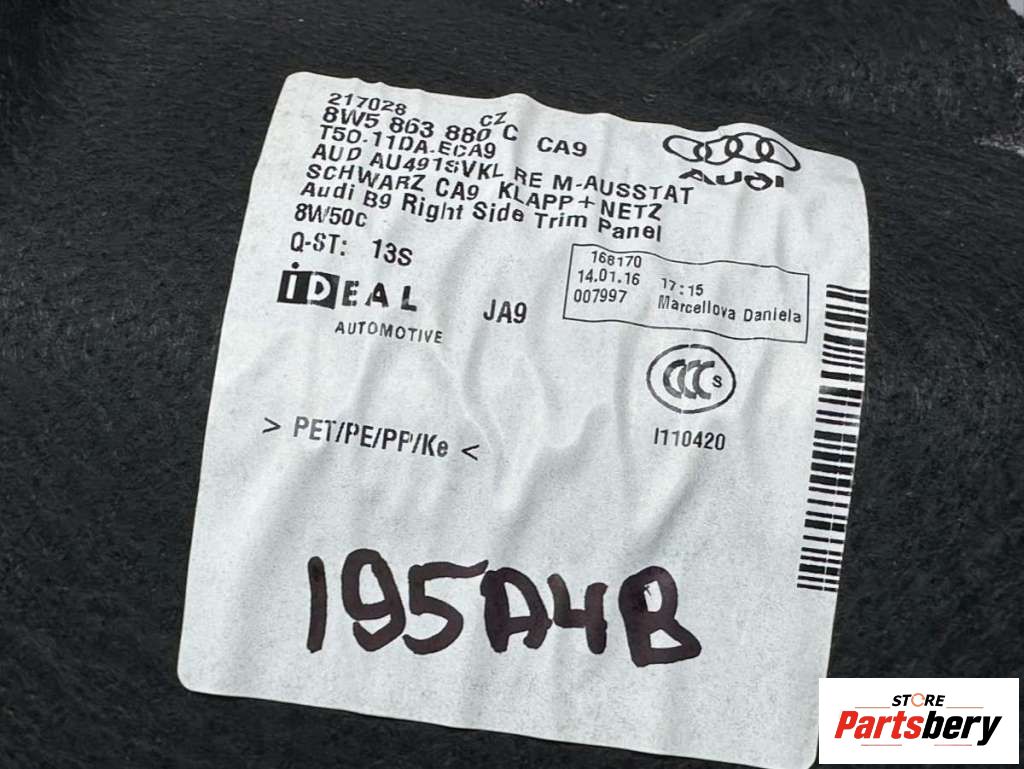 217028 CZ
8W5 863 880 C CA9
T50-11DA-ECA9
AUD AU491SVKL RE M-AUSSTAT
SCHWARZ CA9 KLAPP+NETZ
Audi B9 Right Side Trim Panel
8W50C
Q-ST: 13S
Audi
168170
14.01.16 17:15
007997 Marcellova Daniela
iDEAL
AUTOMOTIVE
JA9
CCC S
I110420
> PET/PE/PP/Ke <
195A4B
STORE
Partsbery